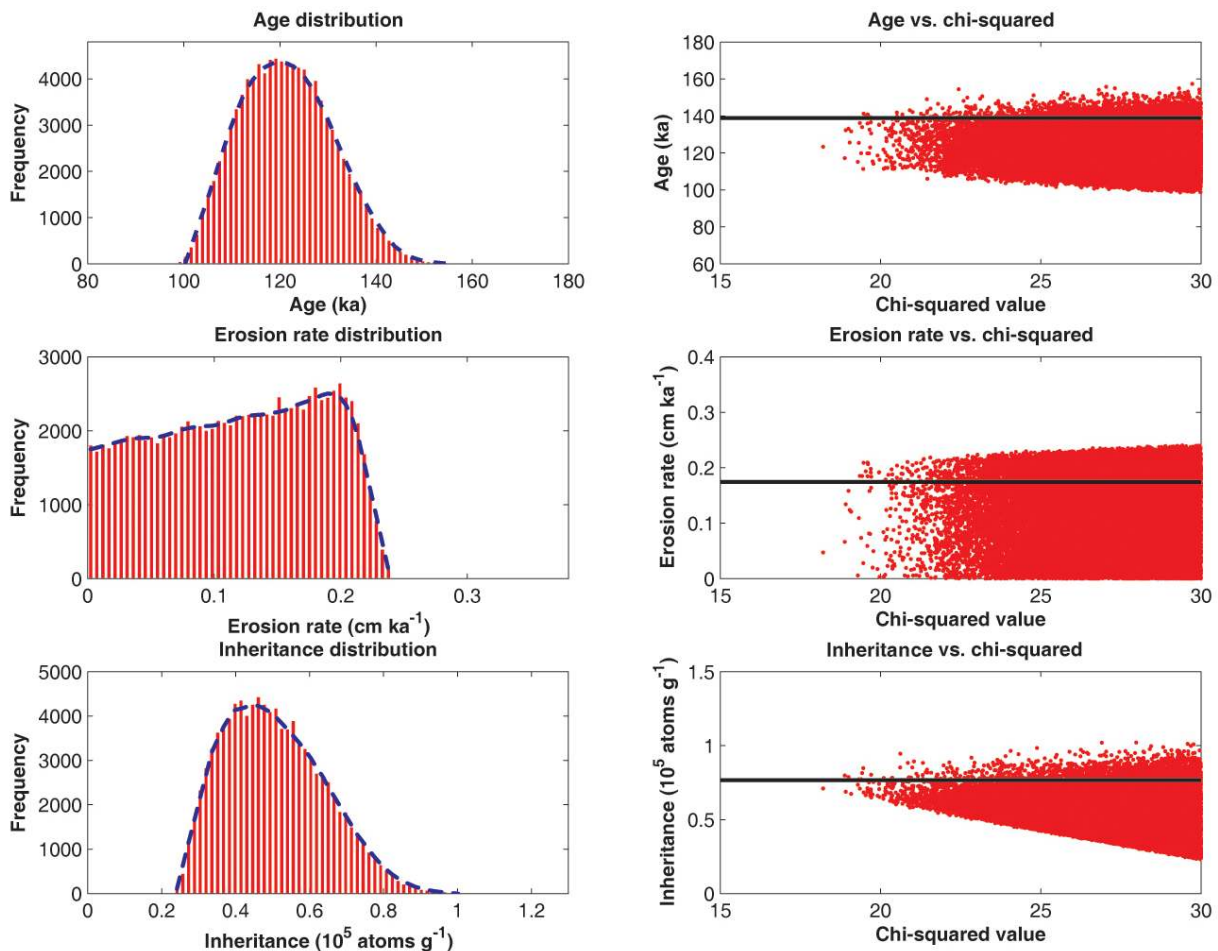 Age distribution
Frequency
4000
3000
2000
1000
0
80 100 120 140 160 180
Age (ka)
Age vs. chi-squared
Age (ka)
180
160
140
120
100
80
60
15 20 25 30
Chi-squared value
Erosion rate distribution
Frequency
3000
2000
1000
0
0 0.1 0.2 0.3
Erosion rate (cm ka⁻¹)
Erosion rate vs. chi-squared
Erosion rate (cm ka⁻¹)
0.4
0.3
0.2
0.1
0
15 20 25 30
Chi-squared value
Inheritance distribution
Frequency
5000
4000
3000
2000
1000
0
0 0.2 0.4 0.6 0.8 1 1.2
Inheritance (10⁵ atoms g⁻¹)
Inheritance vs. chi-squared
Inheritance (10⁵ atoms g⁻¹)
1.5
1
0.5
0
15 20 25 30
Chi-squared value